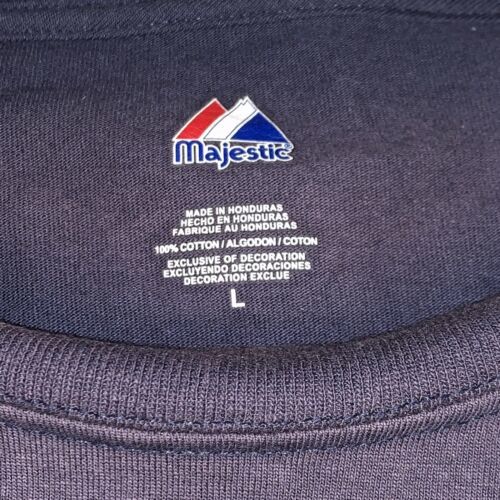 Majestic®
MADE IN HONDURAS
HECHO EN HONDURAS
FABRIQUE AU HONDURAS
100% COTTON / ALGODON / COTON
EXCLUSIVE OF DECORATION
EXCLUYENDO DECORACIONES
DECORATION EXCLUE
L